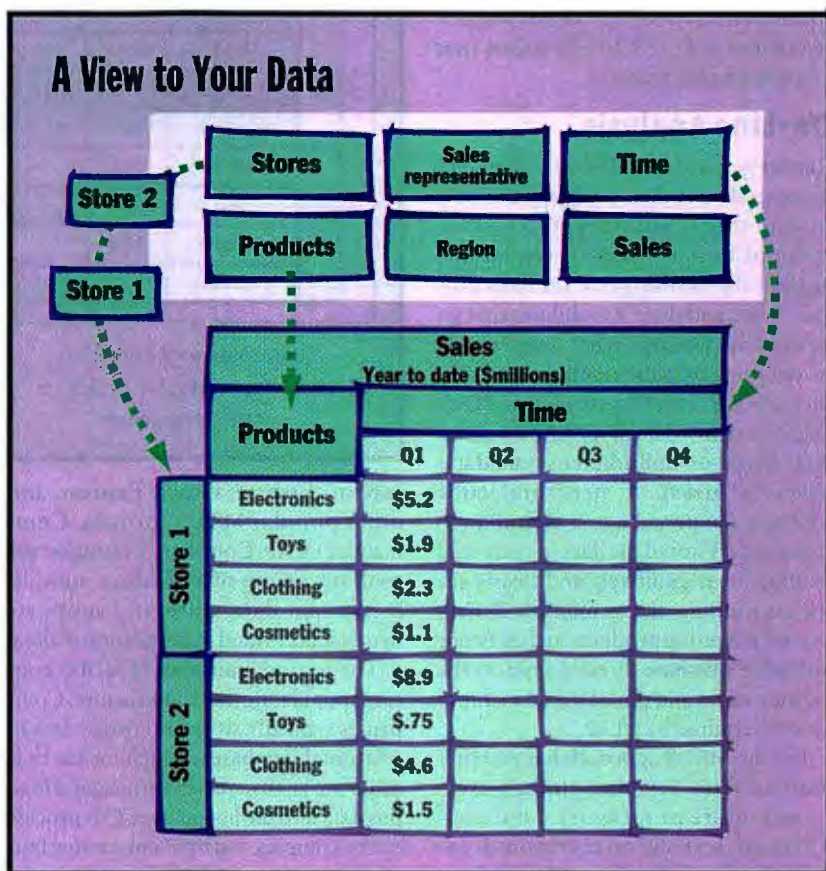 A View to Your Data
Stores
Sales
representative
Time
Store 2
Products
Region
Sales
Store 1
Sales
Year to date ($millions)
Products
Time
Q1 Q2 Q3 Q4
Store 1
Electronics $5.2
Toys $1.9
Clothing $2.3
Cosmetics $1.1
Store 2
Electronics $8.9
Toys $.75
Clothing $4.6
Cosmetics $1.5